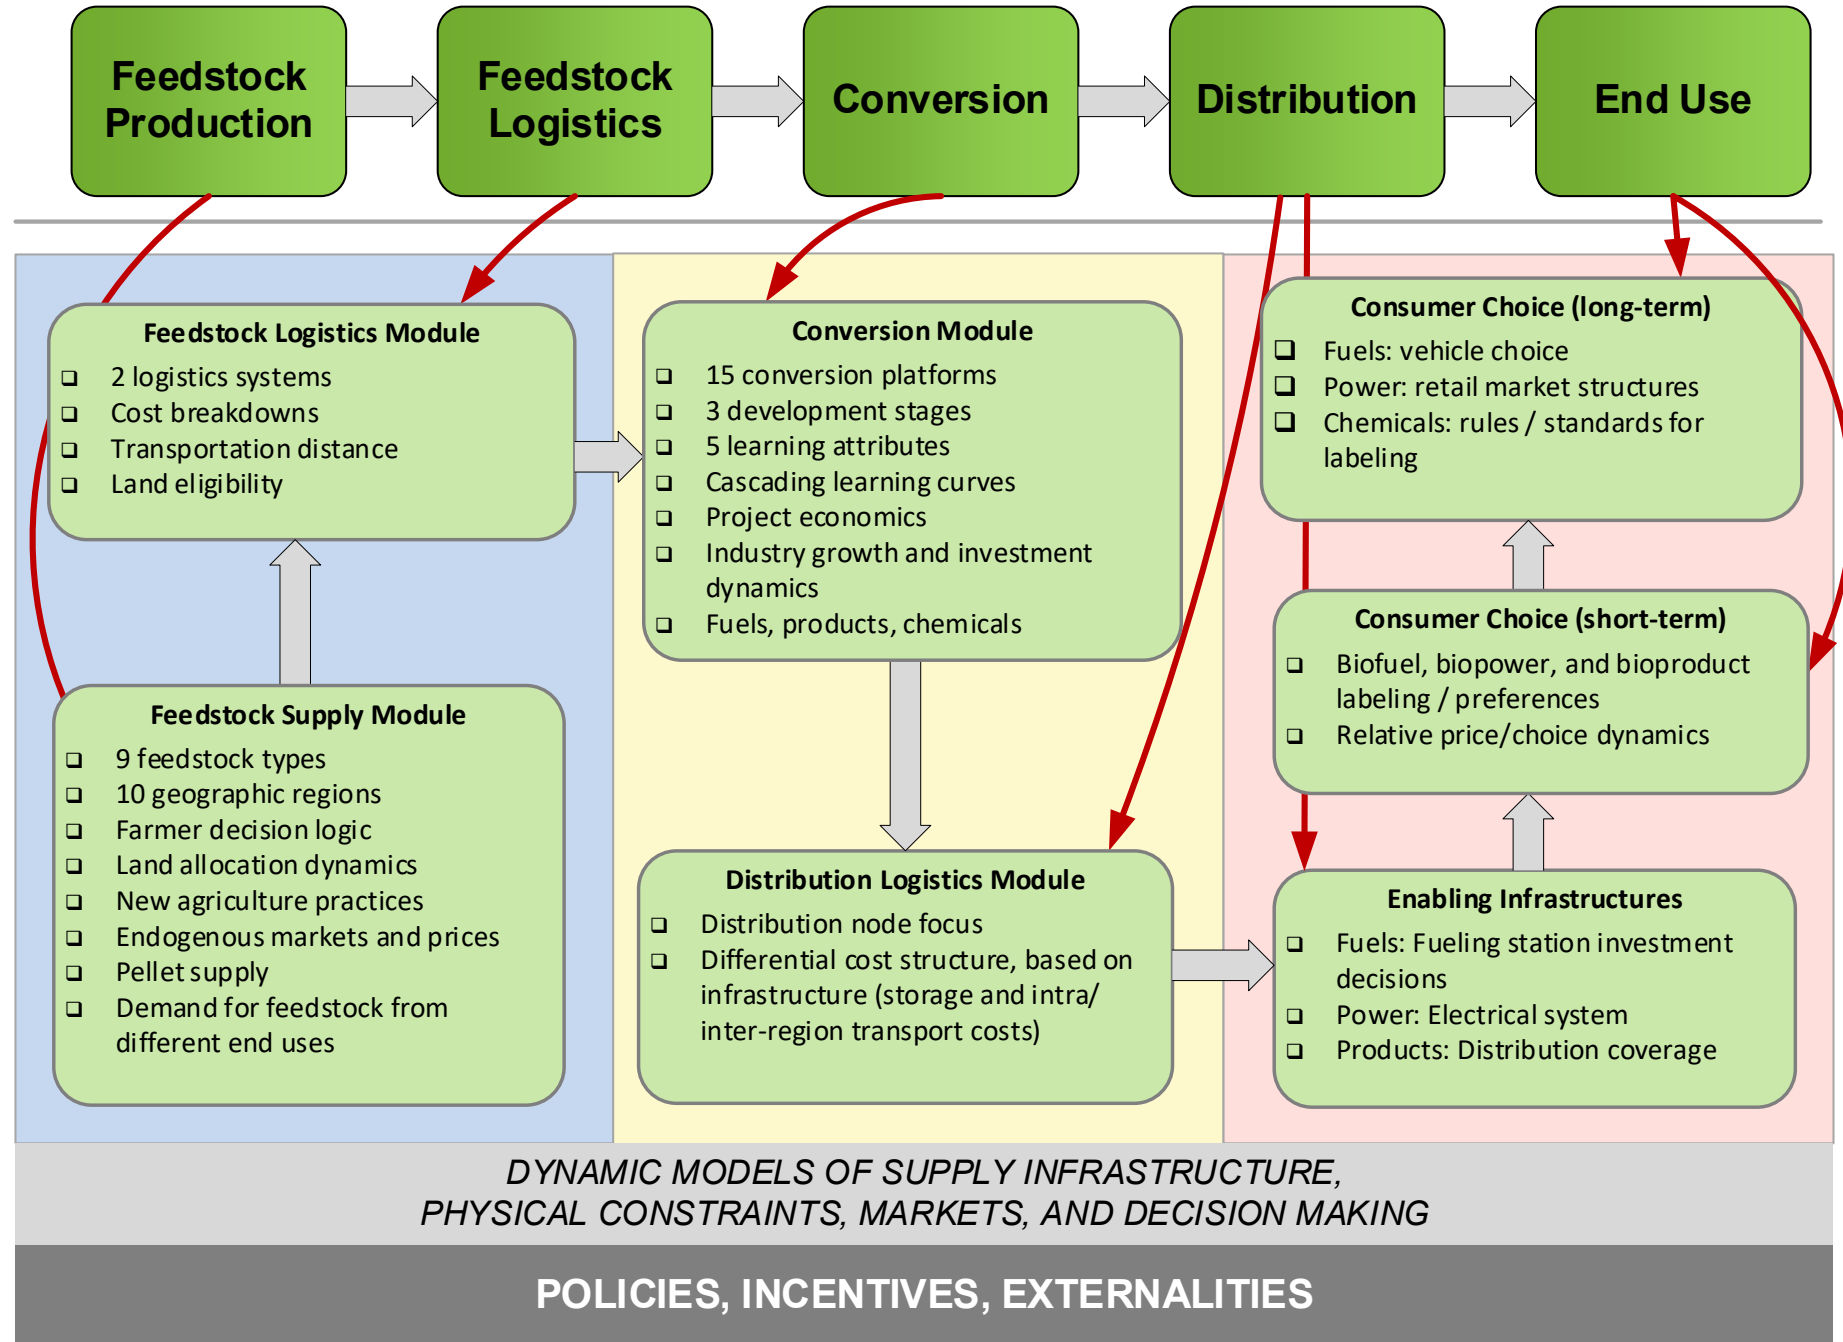 Feedstock
Production
Feedstock
Logistics
Conversion
Distribution
End Use
Feedstock Logistics Module
2 logistics systems
Cost breakdowns
Transportation distance
Land eligibility
Feedstock Supply Module
9 feedstock types
10 geographic regions
Farmer decision logic
Land allocation dynamics
New agriculture practices
Endogenous markets and prices
Pellet supply
Demand for feedstock from
different end uses
Conversion Module
15 conversion platforms
3 development stages
5 learning attributes
Cascading learning curves
Project economics
Industry growth and investment
dynamics
Fuels, products, chemicals
Distribution Logistics Module
Distribution node focus
Differential cost structure, based on
infrastructure (storage and intra/
inter-region transport costs)
Consumer Choice (long-term)
Fuels: vehicle choice
Power: retail market structures
Chemicals: rules / standards for
labeling
Consumer Choice (short-term)
Biofuel, biopower, and bioproduct
labeling / preferences
Relative price/choice dynamics
Enabling Infrastructures
Fuels: Fueling station investment
decisions
Power: Electrical system
Products: Distribution coverage
DYNAMIC MODELS OF SUPPLY INFRASTRUCTURE,
PHYSICAL CONSTRAINTS, MARKETS, AND DECISION MAKING
POLICIES, INCENTIVES, EXTERNALITIES